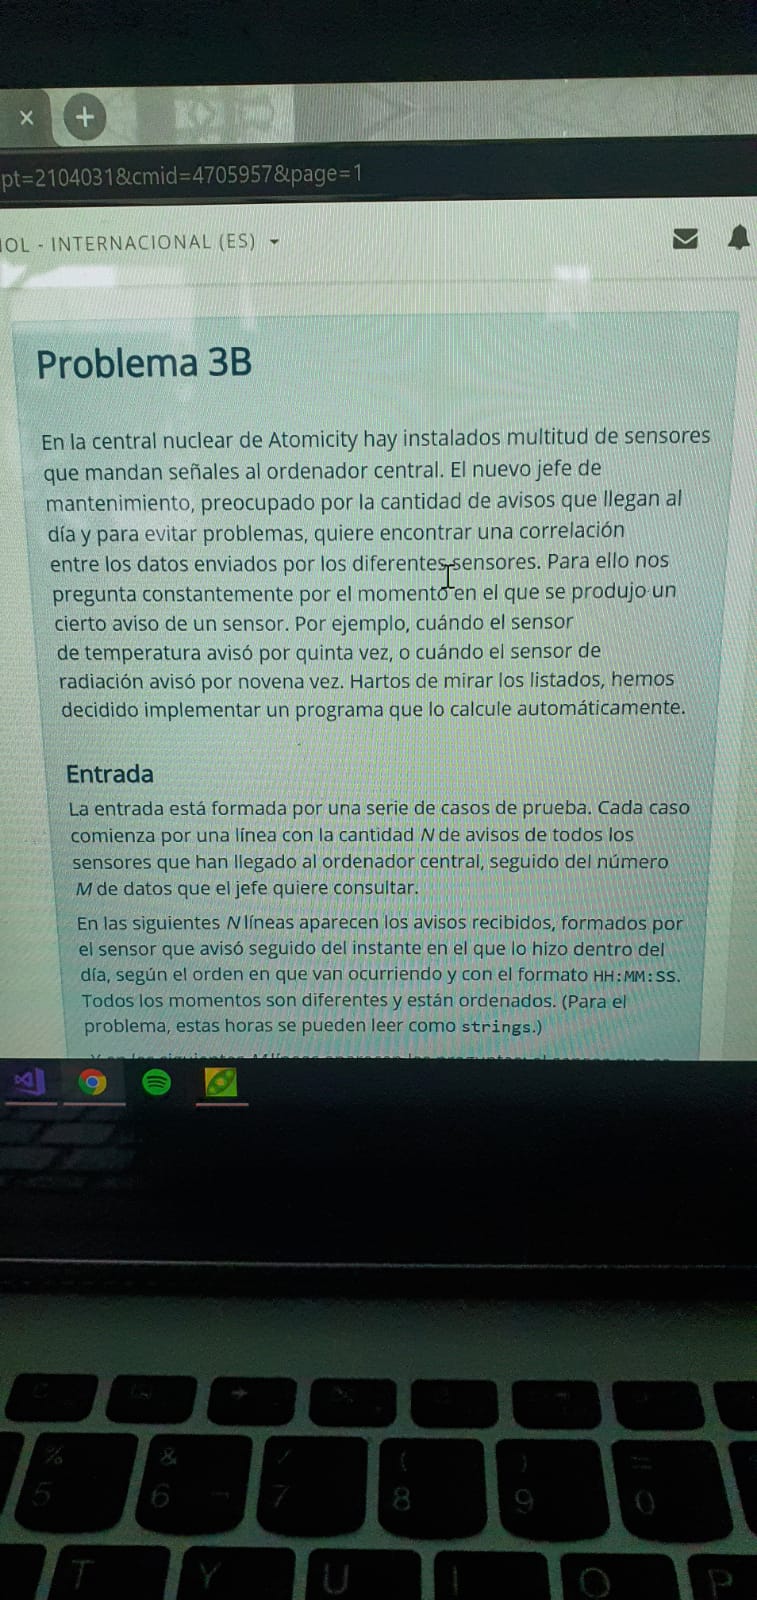 pt=2104031&cmid=4705957&page=1
OL - INTERNACIONAL (ES)
Problema 3B
En la central nuclear de Atomicity hay instalados multitud de sensores
que mandan señales al ordenador central. El nuevo jefe de
mantenimiento, preocupado por la cantidad de avisos que llegan al
día y para evitar problemas, quiere encontrar una correlación
entre los datos enviados por los diferentes sensores. Para ello nos
pregunta constantemente por el momento en el que se produjo un
cierto aviso de un sensor. Por ejemplo, cuándo el sensor
de temperatura avisó por quinta vez, o cuándo el sensor de
radiación avisó por novena vez. Hartos de mirar los listados, hemos
decidido implementar un programa que lo calcule automáticamente.
Entrada
La entrada está formada por una serie de casos de prueba. Cada caso
comienza por una línea con la cantidad N de avisos de todos los
sensores que han llegado al ordenador central, seguido del número
M de datos que el jefe quiere consultar.
En las siguientes N líneas aparecen los avisos recibidos, formados por
el sensor que avisó seguido del instante en el que lo hizo dentro del
día, según el orden en que van ocurriendo y con el formato HH:MM:SS.
Todos los momentos son diferentes y están ordenados. (Para el
problema, estas horas se pueden leer como strings.)
% & / ( ) =
5 6 ¬ 7 8 9 0
T Y U I O P